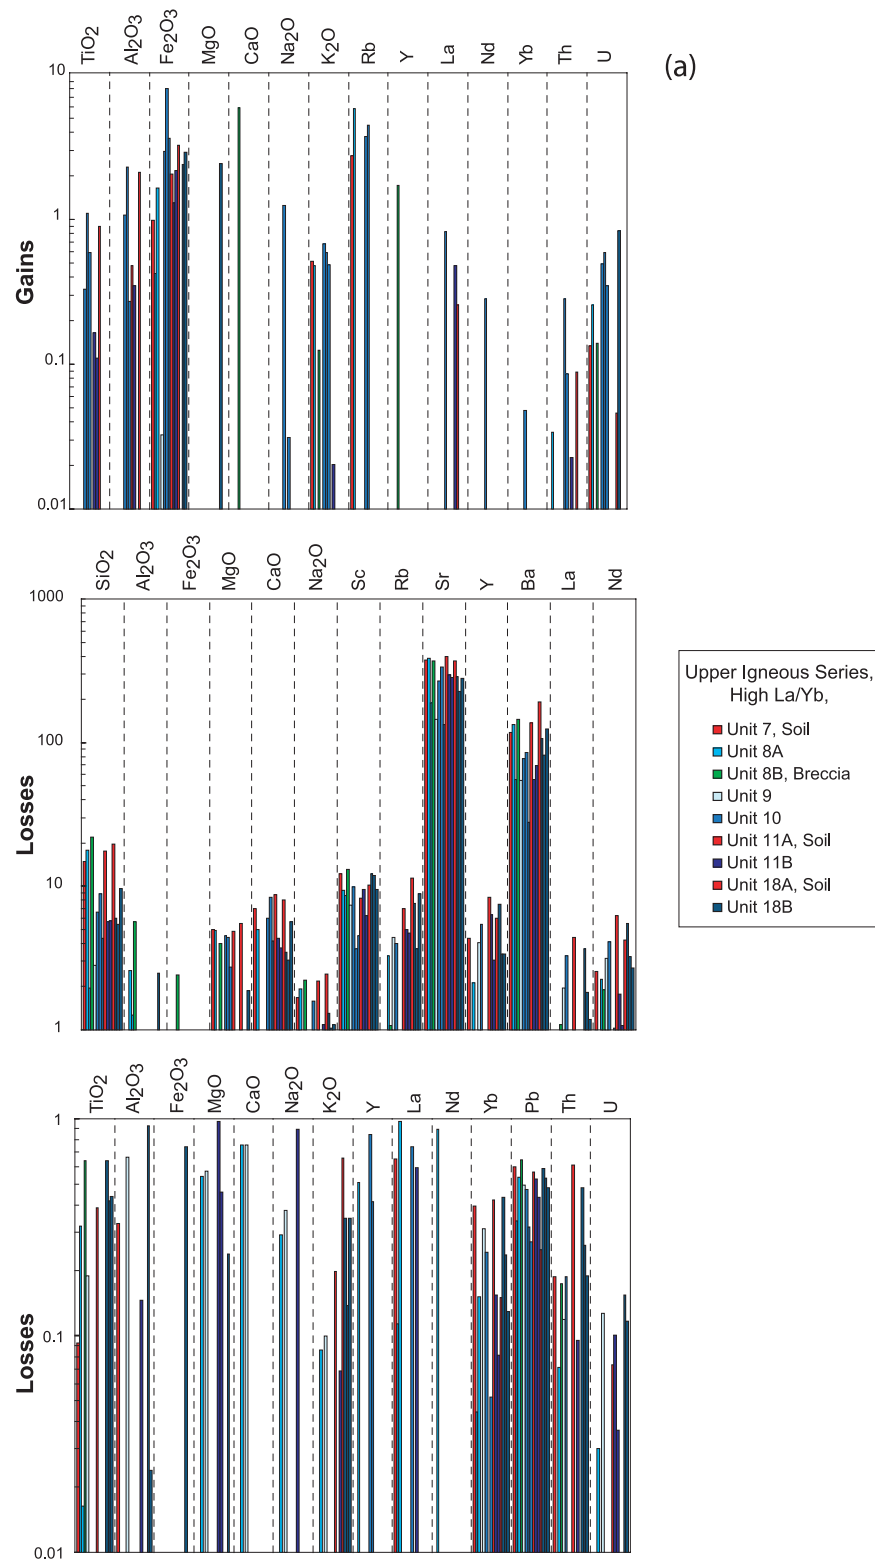 TiO2 Al2O3 Fe2O3 MgO CaO Na2O K2O Rb Y La Nd Yb Th U
(a)
10
1
0.1
0.01
Gains
SiO2 Al2O3 Fe2O3 MgO CaO Na2O Sc Rb Sr Y Ba La Nd
1000
100
10
1
Losses
Upper Igneous Series,
High La/Yb,
Unit 7, Soil
Unit 8A
Unit 8B, Breccia
Unit 9
Unit 10
Unit 11A, Soil
Unit 11B
Unit 18A, Soil
Unit 18B
TiO2 Al2O3 Fe2O3 MgO CaO Na2O K2O Y La Nd Yb Pb Th U
1
0.1
0.01
Losses